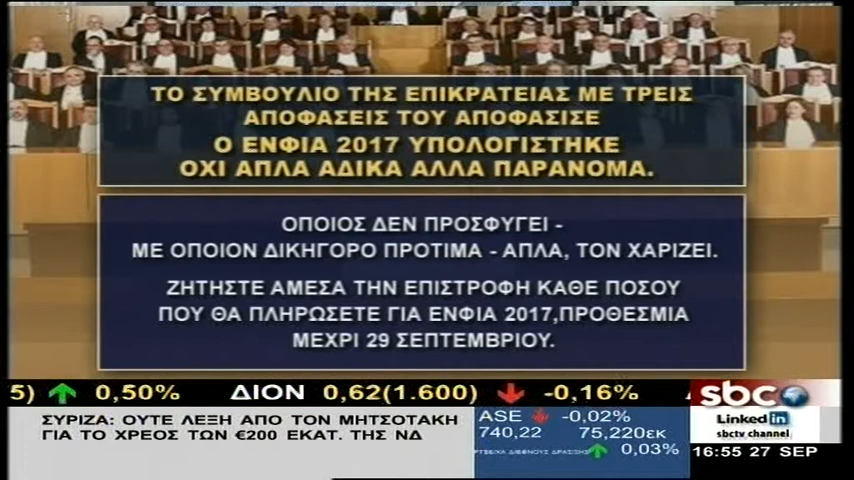 ΤΟ ΣΥΜΒΟΥΛΙΟ ΤΗΣ ΕΠΙΚΡΑΤΕΙΑΣ ΜΕ ΤΡΕΙΣ
ΑΠΟΦΑΣΕΙΣ ΤΟΥ ΑΠΟΦΑΣΙΣΕ
Ο ΕΝΦΙΑ 2017 ΥΠΟΛΟΓΙΣΤΗΚΕ
ΟΧΙ ΑΠΛΑ ΑΔΙΚΑ ΑΛΛΑ ΠΑΡΑΝΟΜΑ.
ΟΠΟΙΟΣ ΔΕΝ ΠΡΟΣΦΥΓΕΙ -
ΜΕ ΟΠΟΙΟΝ ΔΙΚΗΓΟΡΟ ΠΡΟΤΙΜΑ - ΑΠΛΑ, ΤΟΝ ΧΑΡΙΖΕΙ.
ΖΗΤΗΣΤΕ ΑΜΕΣΑ ΤΗΝ ΕΠΙΣΤΡΟΦΗ ΚΑΘΕ ΠΟΣΟΥ
ΠΟΥ ΘΑ ΠΛΗΡΩΣΕΤΕ ΓΙΑ ΕΝΦΙΑ 2017,ΠΡΟΘΕΣΜΙΑ
ΜΕΧΡΙ 29 ΣΕΠΤΕΜΒΡΙΟΥ.
5) 0,50% ΔΙΟΝ 0,62(1.600) -0,16%
sbc
ΣΥΡΙΖΑ: ΟΥΤΕ ΛΕΞΗ ΑΠΟ ΤΟΝ ΜΗΤΣΟΤΑΚΗ
ΓΙΑ ΤΟ ΧΡΕΟΣ ΤΩΝ €200 ΕΚΑΤ. ΤΗΣ ΝΔ
ASE -0,02%
740,22 75,220εκ
0,03%
Linked in
sbctv channel
16:55 27 SEP